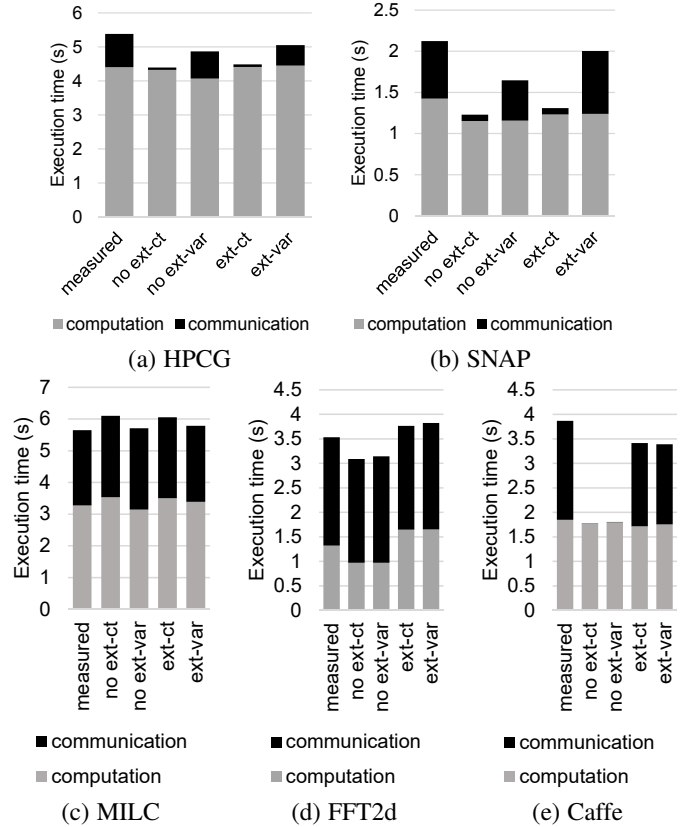 Execution time (s)
6
5
4
3
2
1
0
measured
no ext-ct
no ext-var
ext-ct
ext-var
computation communication
(a) HPCG
Execution time (s)
2.5
2
1.5
1
0.5
0
measured
no ext-ct
no ext-var
ext-ct
ext-var
computation communication
(b) SNAP
Execution time (s)
7
6
5
4
3
2
1
0
measured
no ext-ct
no ext-var
ext-ct
ext-var
communication
computation
(c) MILC
Execution time (s)
4.5
4
3.5
3
2.5
2
1.5
1
0.5
0
measured
no ext-ct
no ext-var
ext-ct
ext-var
communication
computation
(d) FFT2d
Execution time (s)
4.5
4
3.5
3
2.5
2
1.5
1
0.5
0
measured
no ext-ct
no ext-var
ext-ct
ext-var
communication
computation
(e) Caffe